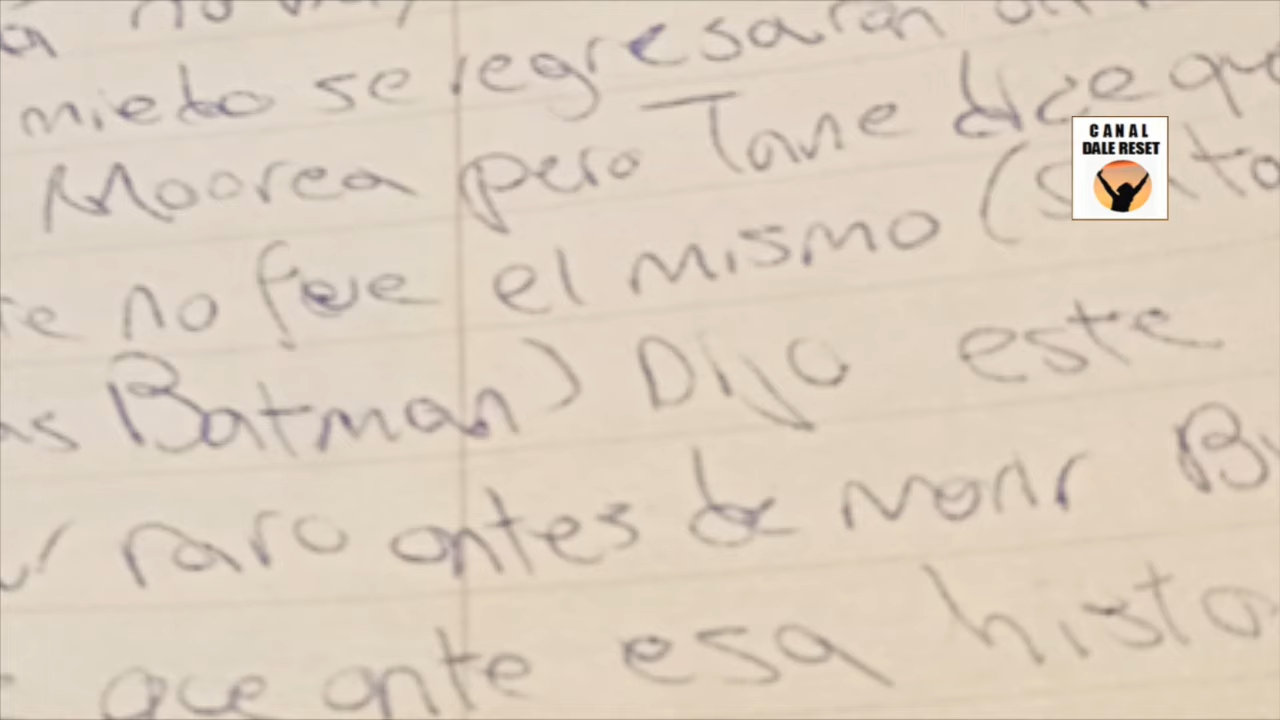 miedo se regresaran
Moorea pero Tane dice que
no fue el mismo (
Batman) Dijo este
raro antes de morir
que ante esa
CANAL
DALE RESET